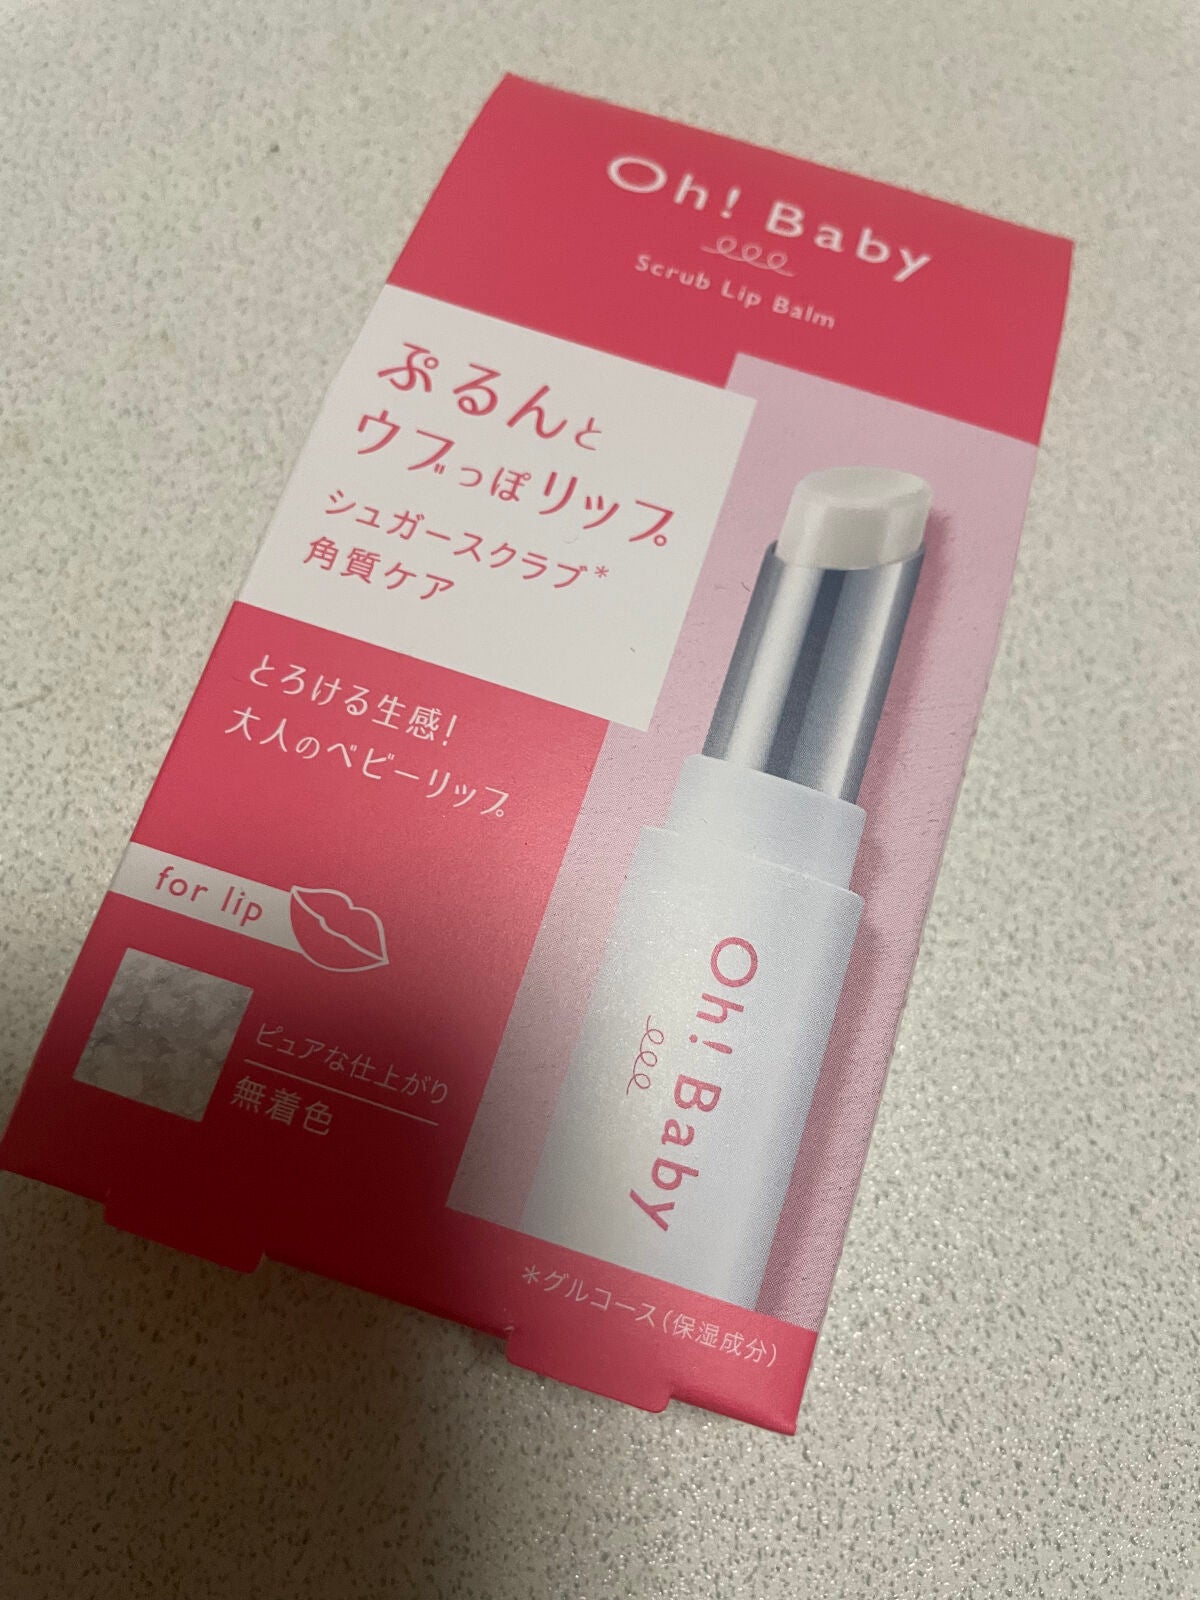 Oh! Baby
Scrub Lip Balm
ぷるんと
ウブっぽリップ
シュガースクラブ*
角質ケア
とろける生感!
大人のベビーリップ。
for lip
ピュアな仕上がり
無着色
Oh! Baby
*グルコース(保湿成分)